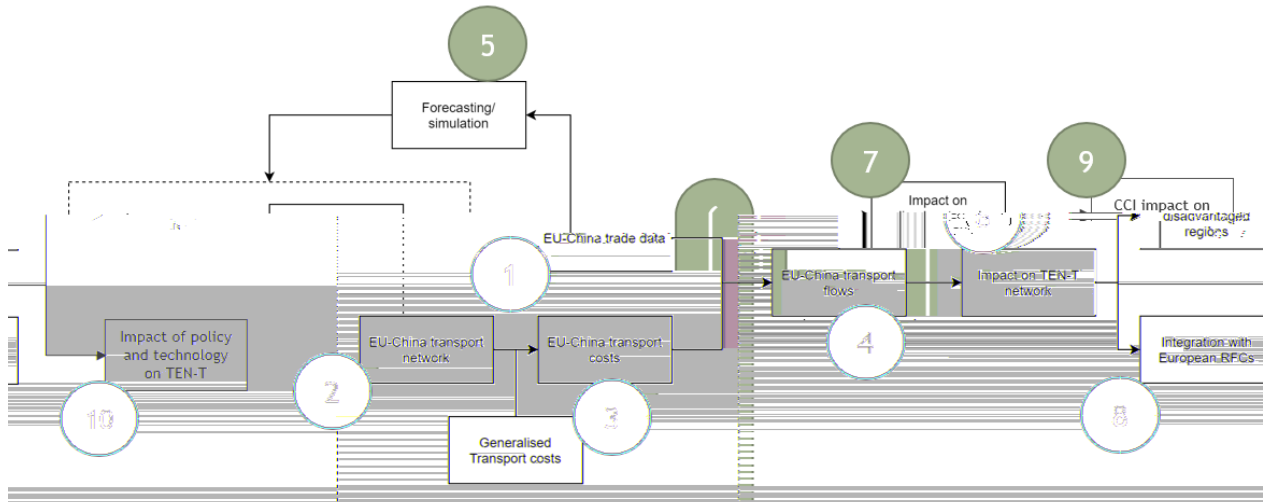 5
Forecasting/
simulation
7
9
Impact on
CCI impact on
disadvantaged
regions
EU-China trade data
1
EU-China transport
flows
Impact on TEN-T
network
Impact of policy
and technology
on TEN-T
EU-China transport
network
EU-China transport
costs
4
Integration with
European RFCs
2
3
10
8
Generalised
Transport costs